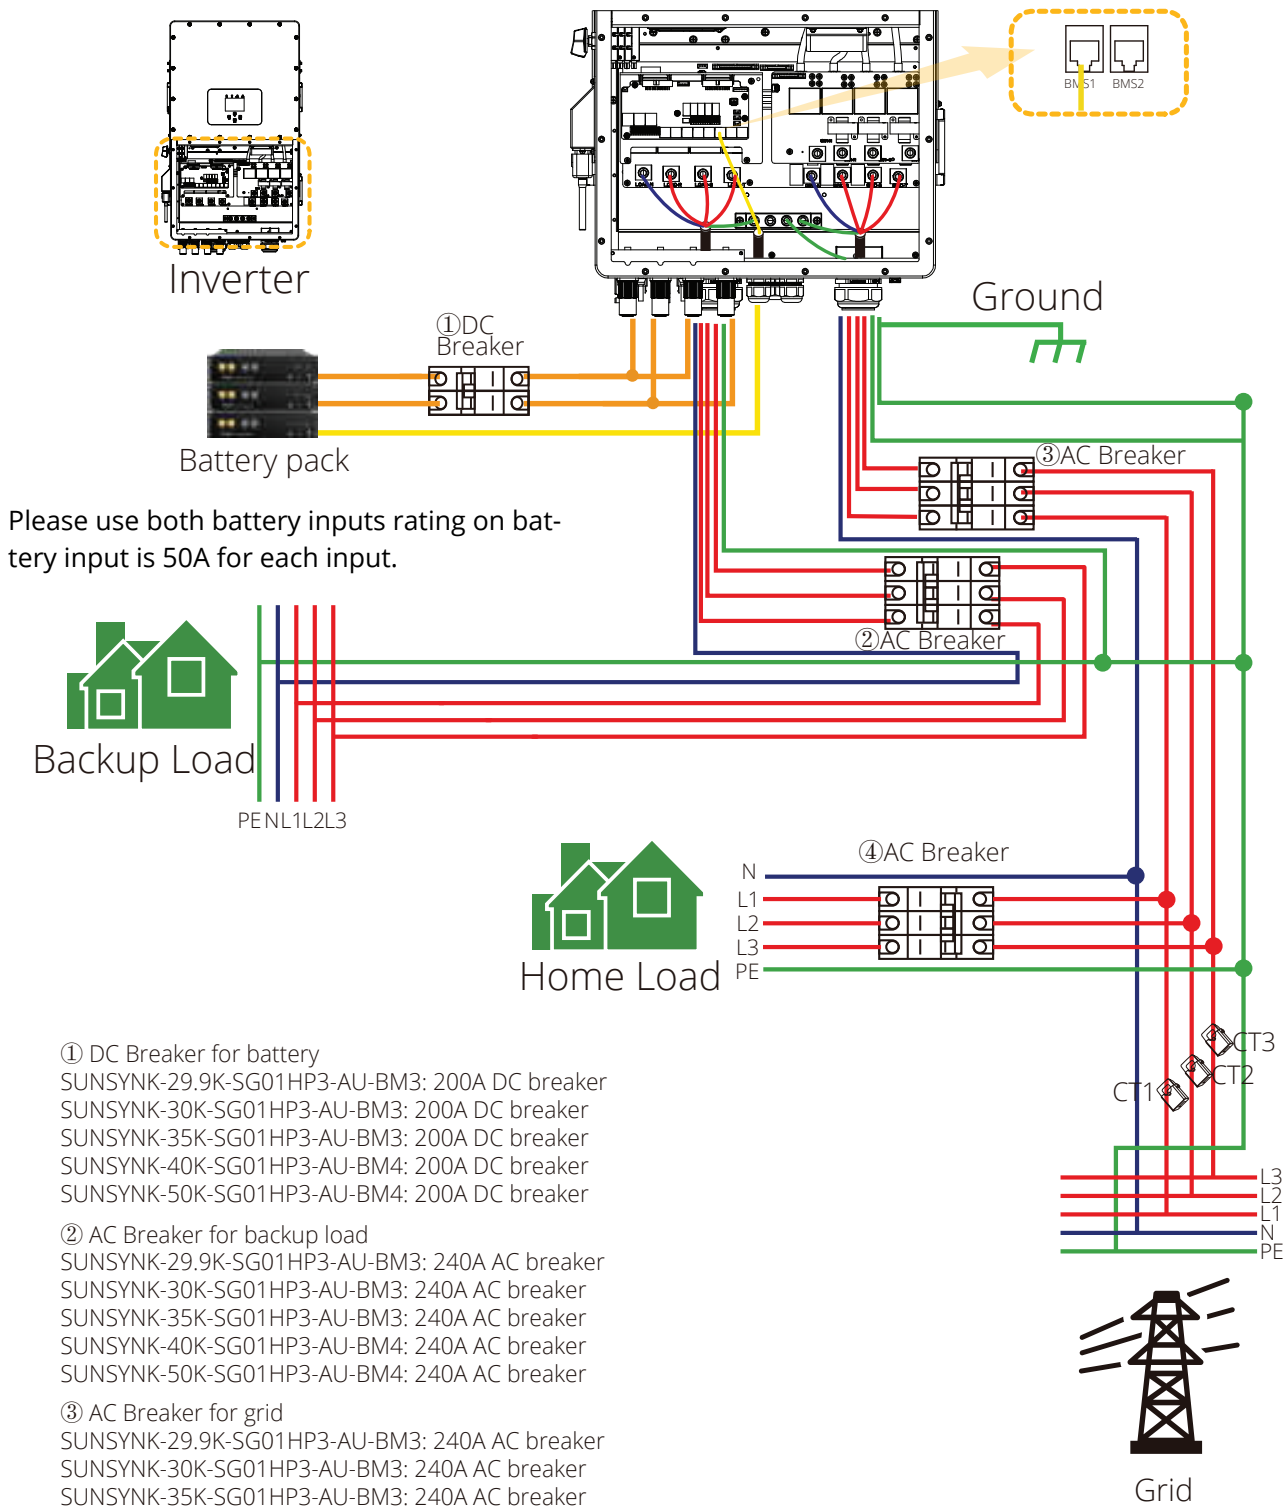 BMS1 BMS2
Inverter
Ground
①DC
Breaker
Battery pack
③AC Breaker
Please use both battery inputs rating on bat-
tery input is 50A for each input.
②AC Breaker
Backup Load
PE N L1 L2 L3
④AC Breaker
N
L1
L2
L3
PE
Home Load
CT3
CT2
CT1
① DC Breaker for battery
SUNSYNK-29.9K-SG01HP3-AU-BM3: 200A DC breaker
SUNSYNK-30K-SG01HP3-AU-BM3: 200A DC breaker
SUNSYNK-35K-SG01HP3-AU-BM3: 200A DC breaker
SUNSYNK-40K-SG01HP3-AU-BM4: 200A DC breaker
SUNSYNK-50K-SG01HP3-AU-BM4: 200A DC breaker
L3
L2
L1
N
PE
② AC Breaker for backup load
SUNSYNK-29.9K-SG01HP3-AU-BM3: 240A AC breaker
SUNSYNK-30K-SG01HP3-AU-BM3: 240A AC breaker
SUNSYNK-35K-SG01HP3-AU-BM3: 240A AC breaker
SUNSYNK-40K-SG01HP3-AU-BM4: 240A AC breaker
SUNSYNK-50K-SG01HP3-AU-BM4: 240A AC breaker
③ AC Breaker for grid
SUNSYNK-29.9K-SG01HP3-AU-BM3: 240A AC breaker
SUNSYNK-30K-SG01HP3-AU-BM3: 240A AC breaker
SUNSYNK-35K-SG01HP3-AU-BM3: 240A AC breaker
Grid